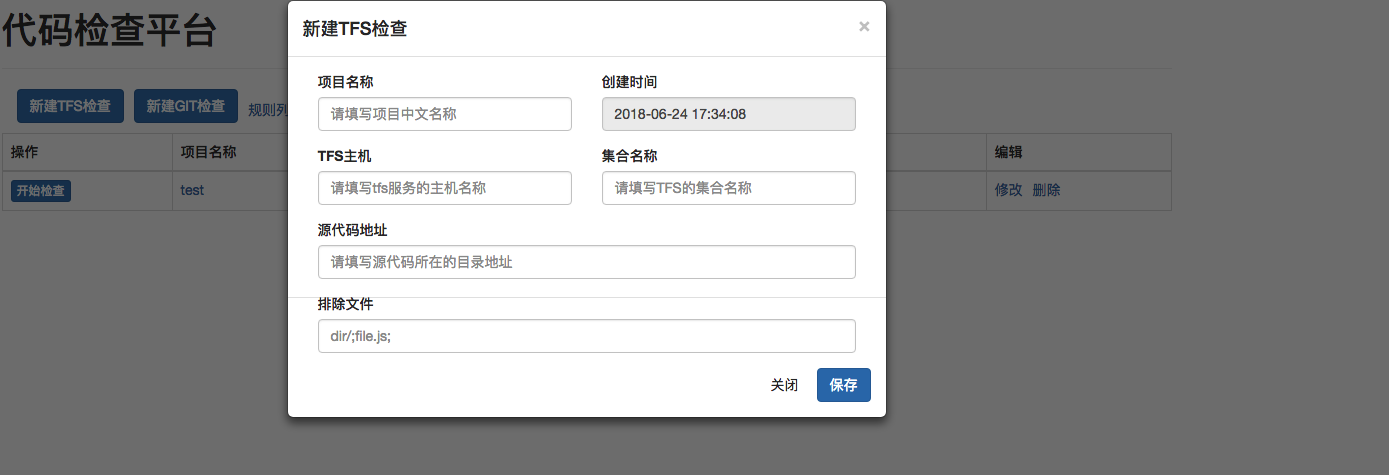 代码检查平台
新建TFS检查 新建GIT检查 规则列
操作 项目名称 编辑
开始检查 test 修改 删除
新建TFS检查 ×
项目名称 创建时间
请填写项目中文名称 2018-06-24 17:34:08
TFS主机 集合名称
请填写tfs服务的主机名称 请填写TFS的集合名称
源代码地址
请填写源代码所在的目录地址
排除文件
dir/;file.js;
关闭 保存